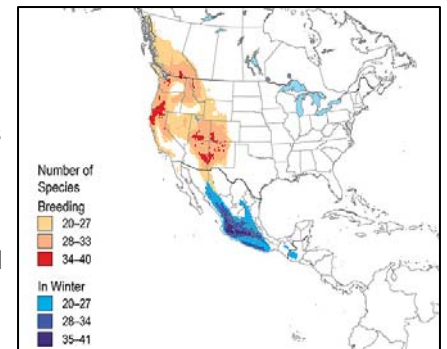 Number of
Species
Breeding
20–27
28–33
34–40
In Winter
20–27
28–34
35–41